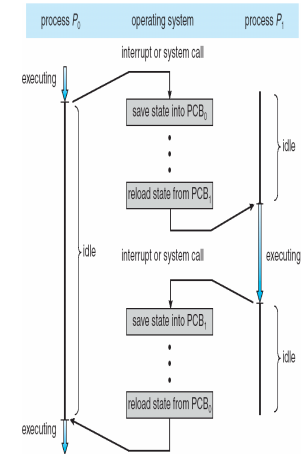 process P0 operating system process P1
interrupt or system call
executing
save state into PCB0
idle
reload state from PCB1
idle
interrupt or system call
executing
save state into PCB1
idle
reload state from PCB0
executing